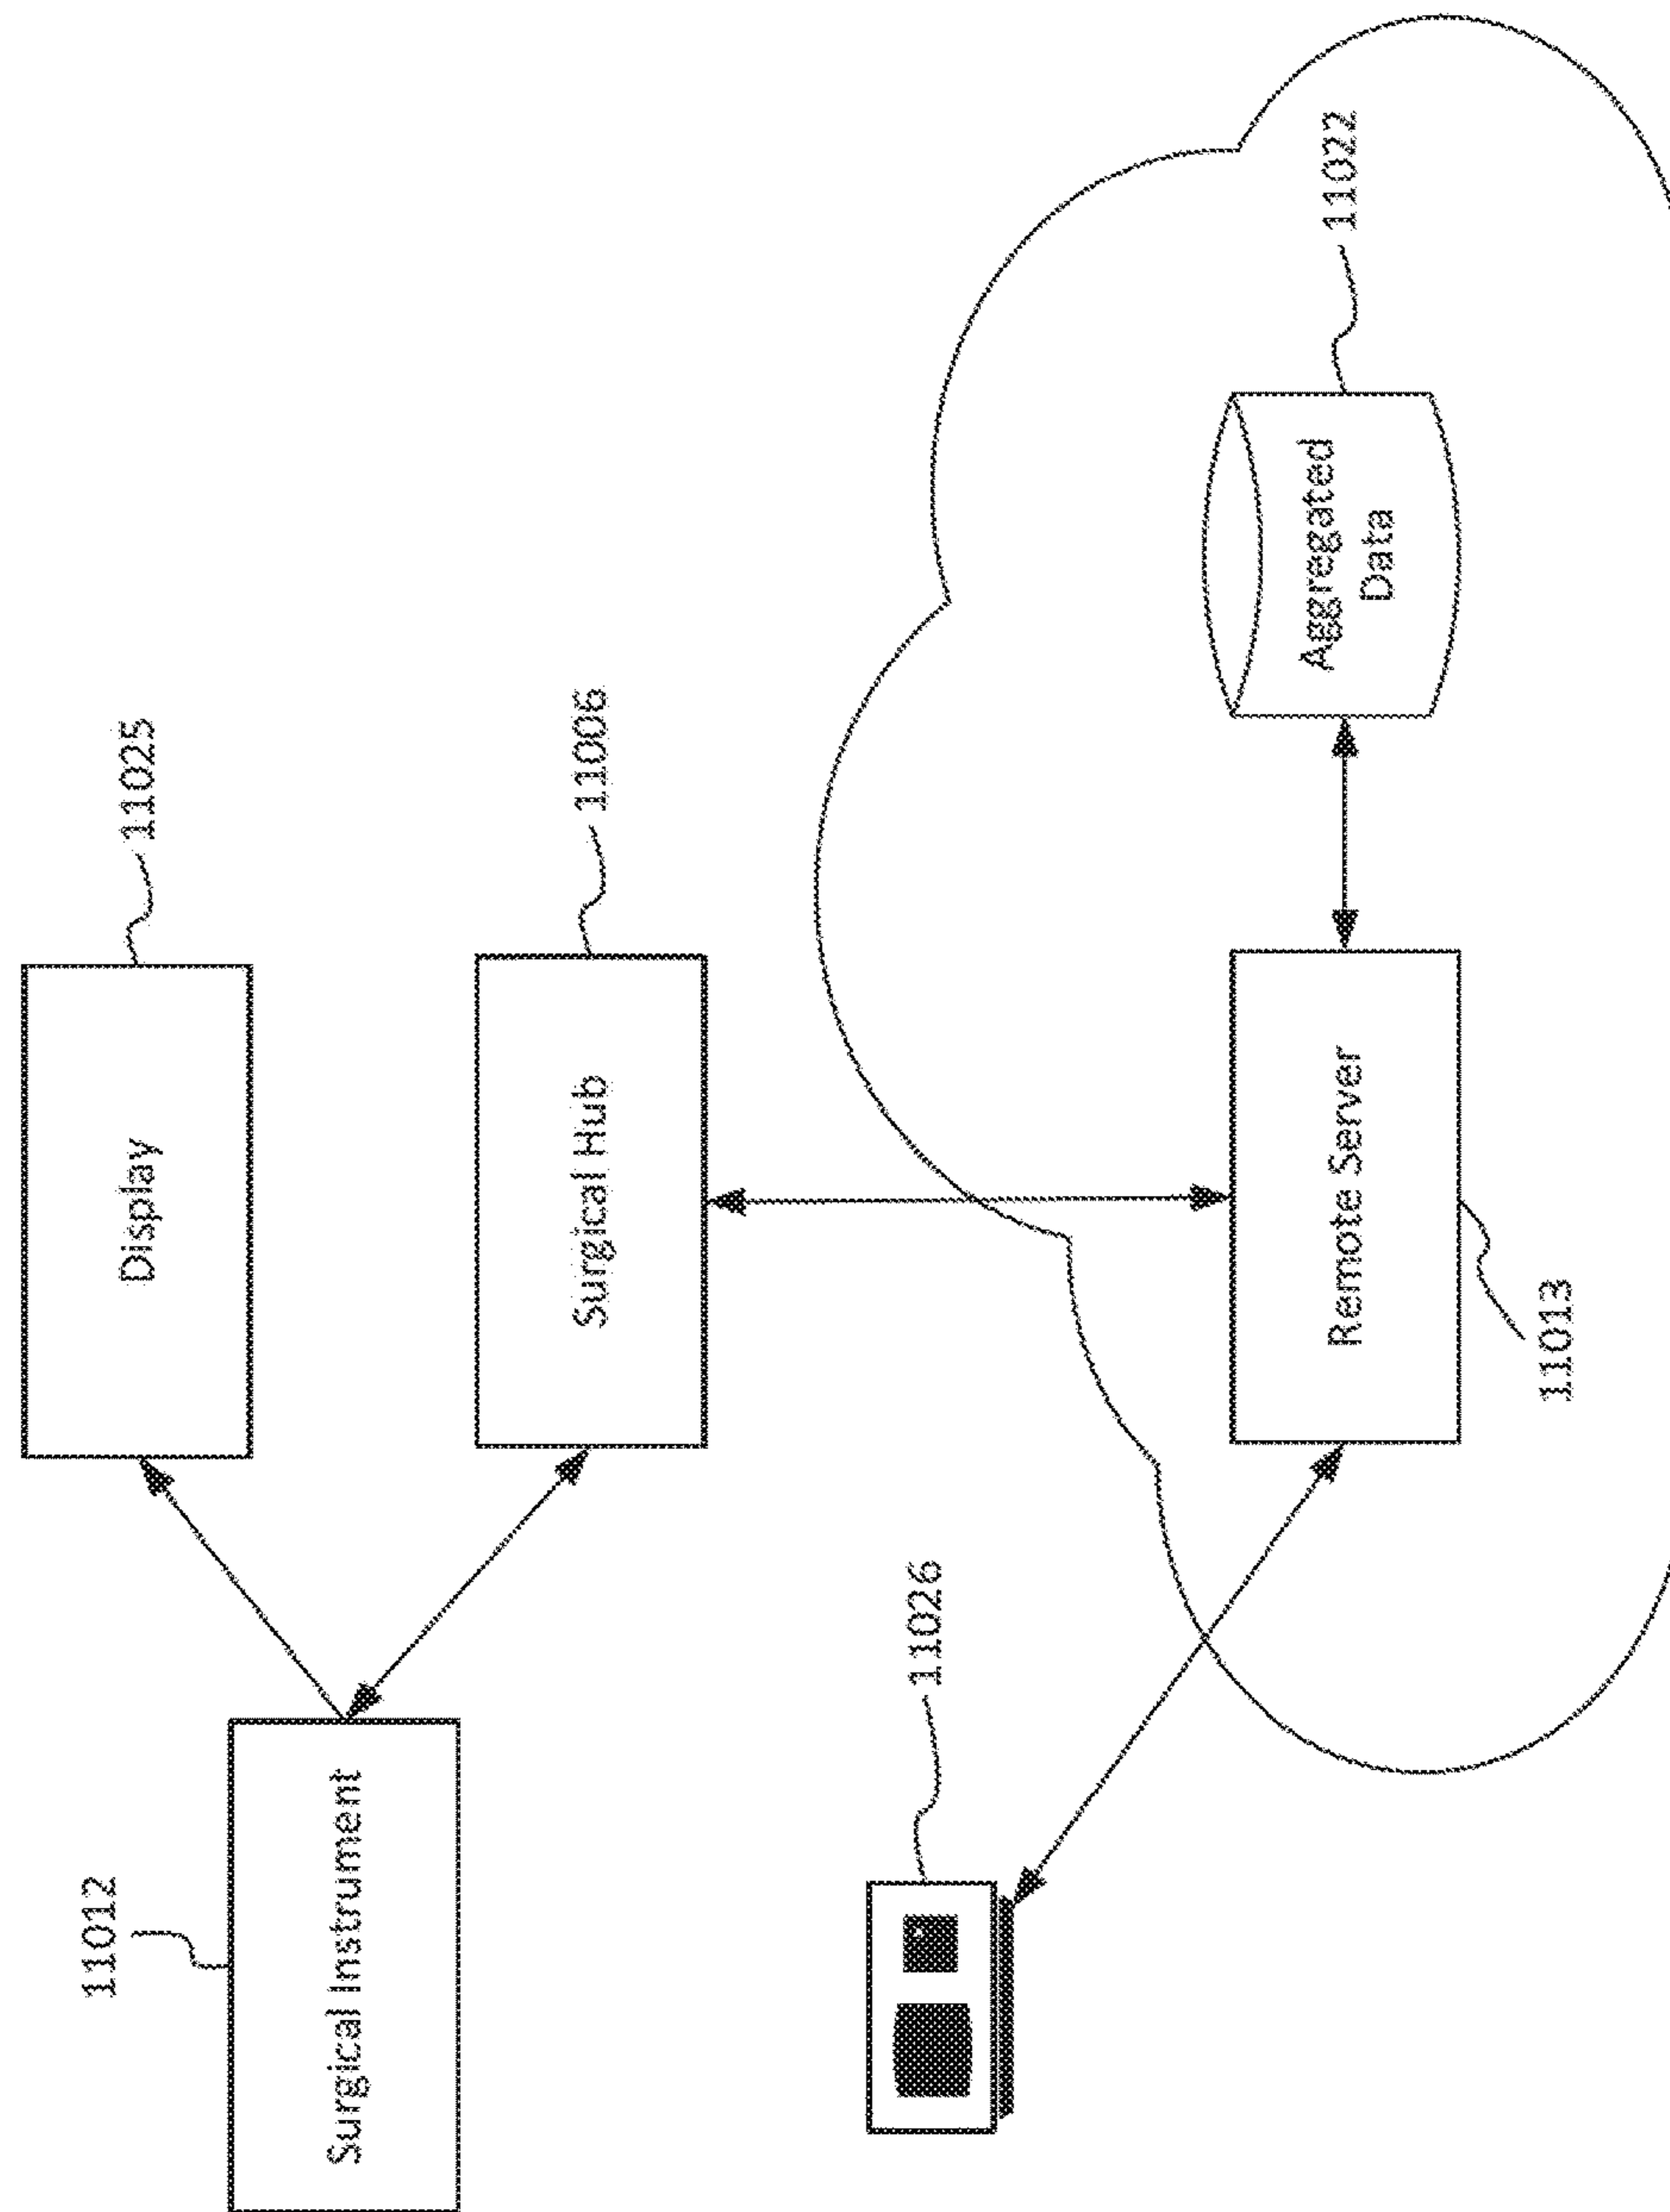 11012
Surgical Instrument
Display
11025
Surgical Hub
11006
11026
Remote Server
11013
Aggregated
Data
11022